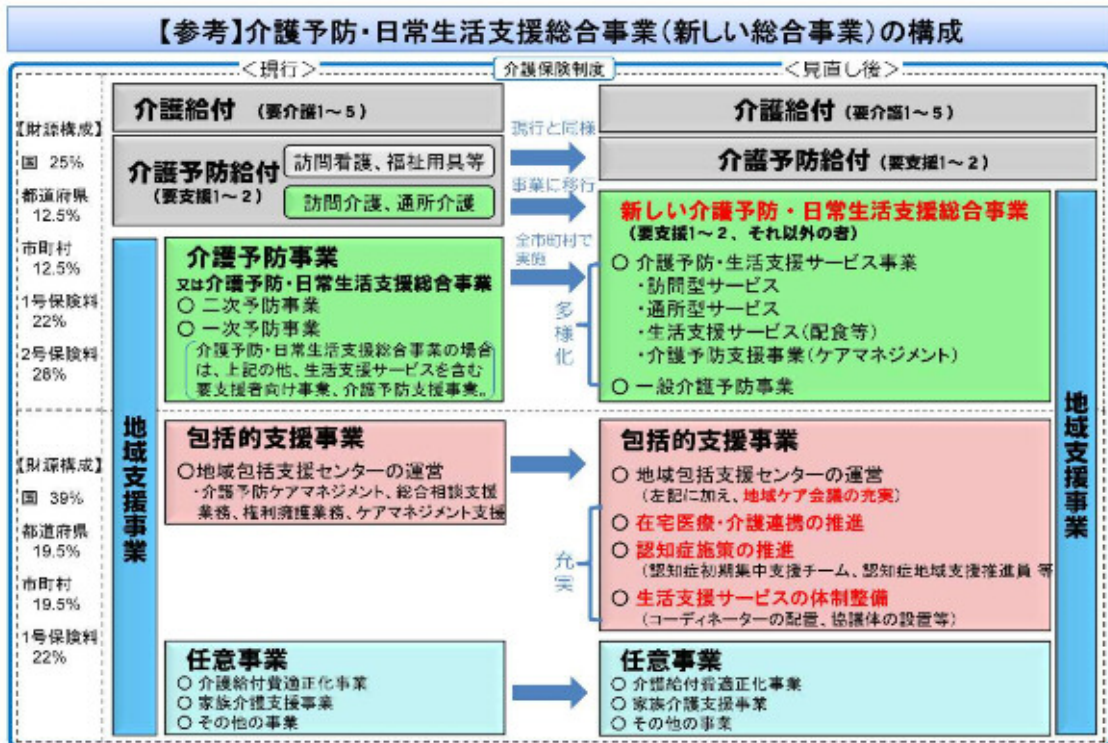 【参考】介護予防・日常生活支援総合事業(新しい総合事業)の構成
<現行>
介護保険制度
<見直し後>
【財源構成】
国 25%
都道府県
12.5%
市町村
12.5%
1号保険料
22%
2号保険料
28%
【財源構成】
国 39%
都道府県
19.5%
市町村
19.5%
1号保険料
22%
介護給付 (要介護1~5)
介護予防給付
(要支援1~2)
訪問看護、福祉用具等
訪問介護、通所介護
地域支援事業
介護予防事業
又は介護予防・日常生活支援総合事業
○ 二次予防事業
○ 一次予防事業
介護予防・日常生活支援総合事業の場合
は、上記の他、生活支援サービスを含む
要支援者向け事業、介護予防支援事業。
包括的支援事業
○地域包括支援センターの運営
・介護予防ケアマネジメント、総合相談支援
業務、権利擁護業務、ケアマネジメント支援
任意事業
○ 介護給付費適正化事業
○ 家族介護支援事業
○ その他の事業
現行と同様
事業に移行
全市町村で
実施
多様化
充実
介護給付 (要介護1~5)
介護予防給付 (要支援1~2)
新しい介護予防・日常生活支援総合事業
(要支援1~2、それ以外の者)
○ 介護予防・生活支援サービス事業
・訪問型サービス
・通所型サービス
・生活支援サービス(配食等)
・介護予防支援事業(ケアマネジメント)
○ 一般介護予防事業
包括的支援事業
○ 地域包括支援センターの運営
(左記に加え、地域ケア会議の充実)
○ 在宅医療・介護連携の推進
○ 認知症施策の推進
(認知症初期集中支援チーム、認知症地域支援推進員 等
○ 生活支援サービスの体制整備
(コーディネーターの配置、協議体の設置等)
任意事業
○ 介護給付費適正化事業
○ 家族介護支援事業
○ その他の事業
地域支援事業